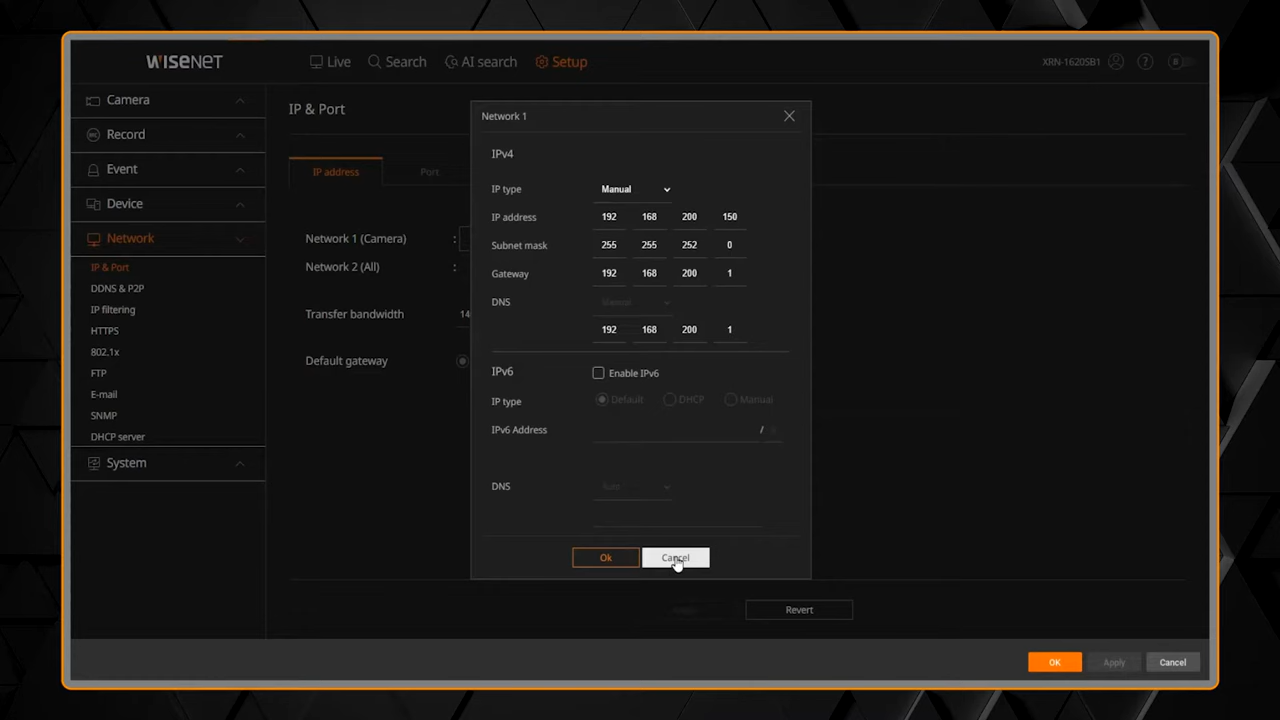 WISENET
Live
Search
AI search
Setup
XRN-1620SB1
?
Camera
Record
Event
Device
Network
IP & Port
DDNS & P2P
IP filtering
HTTPS
802.1x
FTP
E-mail
SNMP
DHCP server
System
IP & Port
IP address
Port
Network 1 (Camera) :
Network 2 (All) :
Transfer bandwidth 14
Default gateway
Network 1
IPv4
IP type Manual
IP address 192 168 200 150
Subnet mask 255 255 252 0
Gateway 192 168 200 1
DNS Manual
192 168 200 1
IPv6 Enable IPv6
IP type Default DHCP Manual
IPv6 Address /
DNS Auto
Ok Cancel
Revert
OK Apply Cancel